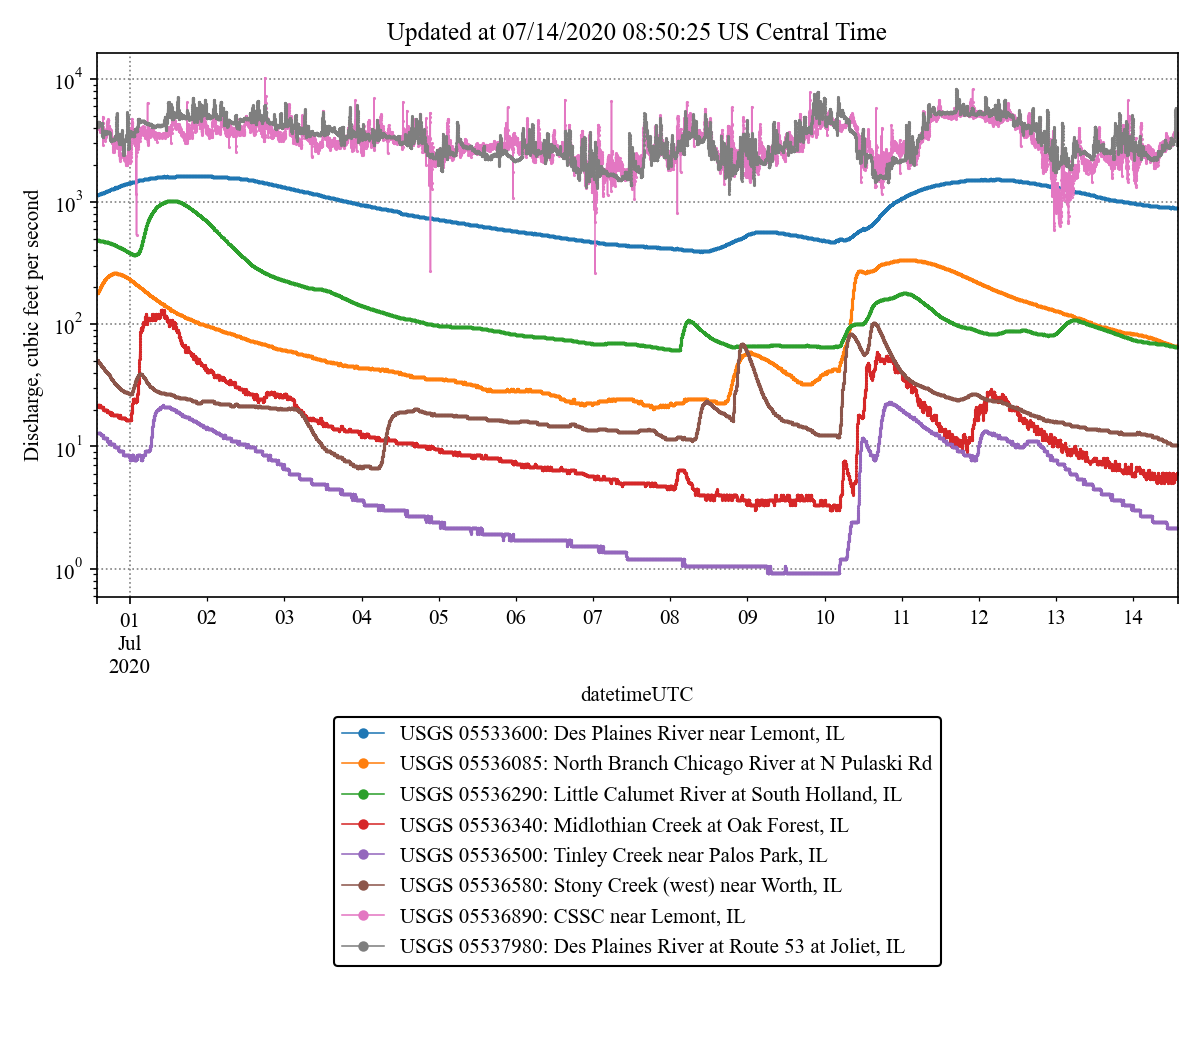 Updated at 07/14/2020 08:50:25 US Central Time
Discharge, cubic feet per second
10^4
10^3
10^2
10^1
10^0
01 02 03 04 05 06 07 08 09 10 11 12 13 14
Jul
2020
datetimeUTC
USGS 05533600: Des Plaines River near Lemont, IL
USGS 05536085: North Branch Chicago River at N Pulaski Rd
USGS 05536290: Little Calumet River at South Holland, IL
USGS 05536340: Midlothian Creek at Oak Forest, IL
USGS 05536500: Tinley Creek near Palos Park, IL
USGS 05536580: Stony Creek (west) near Worth, IL
USGS 05536890: CSSC near Lemont, IL
USGS 05537980: Des Plaines River at Route 53 at Joliet, IL